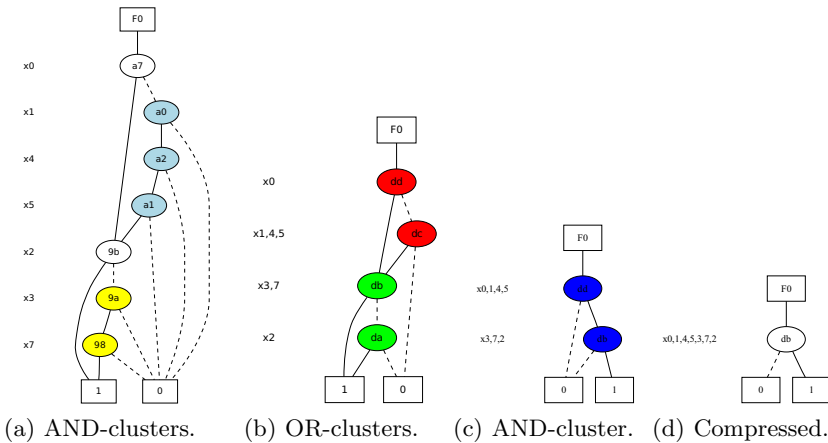 F0
x0
a7
x1
a0
x4
a2
x5
a1
x2
9b
x3
9a
x7
98
1
0
(a) AND-clusters.
F0
x0
dd
x1,4,5
dc
x3,7
db
x2
da
1
0
(b) OR-clusters.
F0
x0,1,4,5
x3,7,2
0
1
(c) AND-cluster.
F0
x0,1,4,5,3,7,2
db
0
1
(d) Compressed.